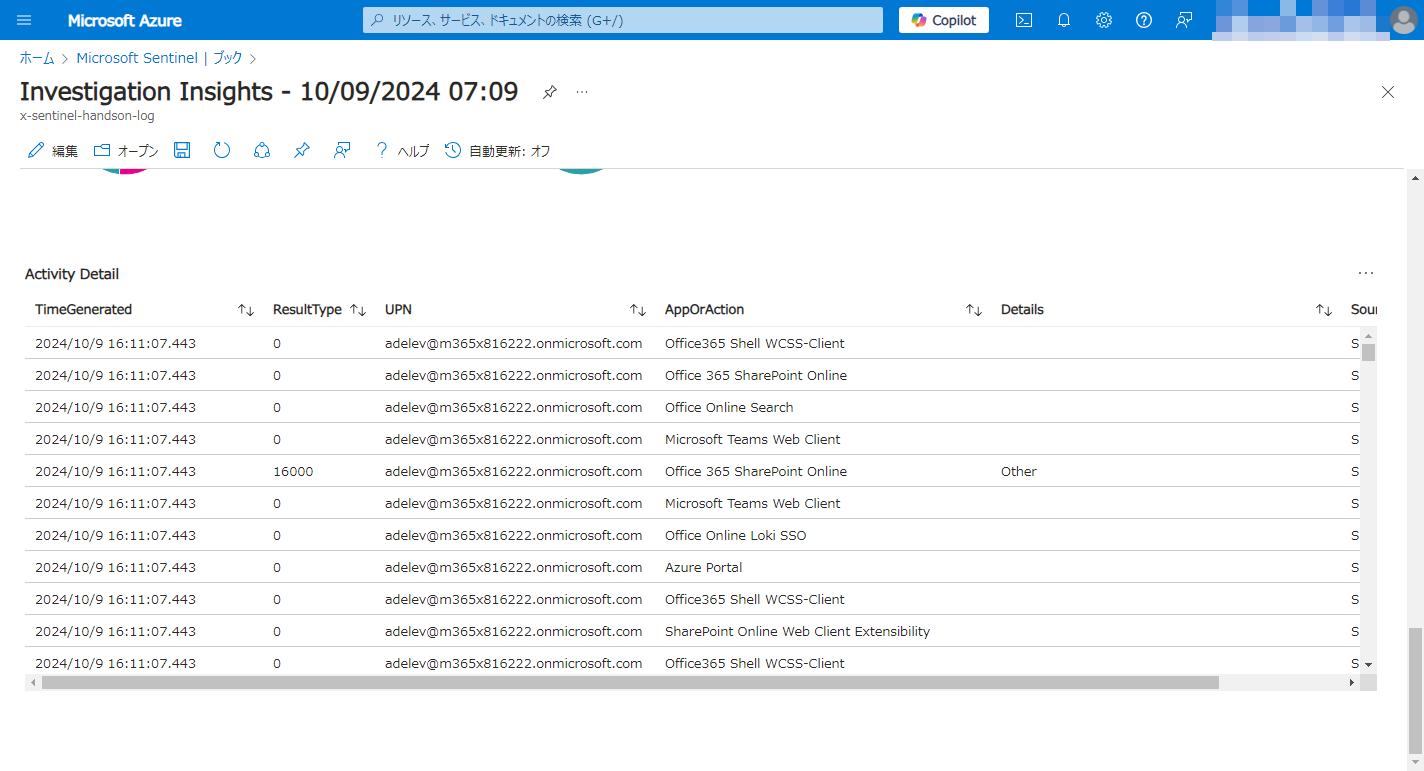 Microsoft Azure
リソース、サービス、ドキュメントの検索 (G+/)
Copilot
ホーム > Microsoft Sentinel | ブック >
Investigation Insights - 10/09/2024 07:09 ...
x-sentinel-handson-log
編集 オープン ? ヘルプ 自動更新: オフ
Activity Detail ...
TimeGenerated ResultType UPN AppOrAction Details Sour
2024/10/9 16:11:07.443 0 adelev@m365x816222.onmicrosoft.com Office365 Shell WCSS-Client S
2024/10/9 16:11:07.443 0 adelev@m365x816222.onmicrosoft.com Office 365 SharePoint Online S
2024/10/9 16:11:07.443 0 adelev@m365x816222.onmicrosoft.com Office Online Search S
2024/10/9 16:11:07.443 0 adelev@m365x816222.onmicrosoft.com Microsoft Teams Web Client S
2024/10/9 16:11:07.443 16000 adelev@m365x816222.onmicrosoft.com Office 365 SharePoint Online Other S
2024/10/9 16:11:07.443 0 adelev@m365x816222.onmicrosoft.com Microsoft Teams Web Client S
2024/10/9 16:11:07.443 0 adelev@m365x816222.onmicrosoft.com Office Online Loki SSO S
2024/10/9 16:11:07.443 0 adelev@m365x816222.onmicrosoft.com Azure Portal S
2024/10/9 16:11:07.443 0 adelev@m365x816222.onmicrosoft.com Office365 Shell WCSS-Client S
2024/10/9 16:11:07.443 0 adelev@m365x816222.onmicrosoft.com SharePoint Online Web Client Extensibility S
2024/10/9 16:11:07.443 0 adelev@m365x816222.onmicrosoft.com Office365 Shell WCSS-Client S